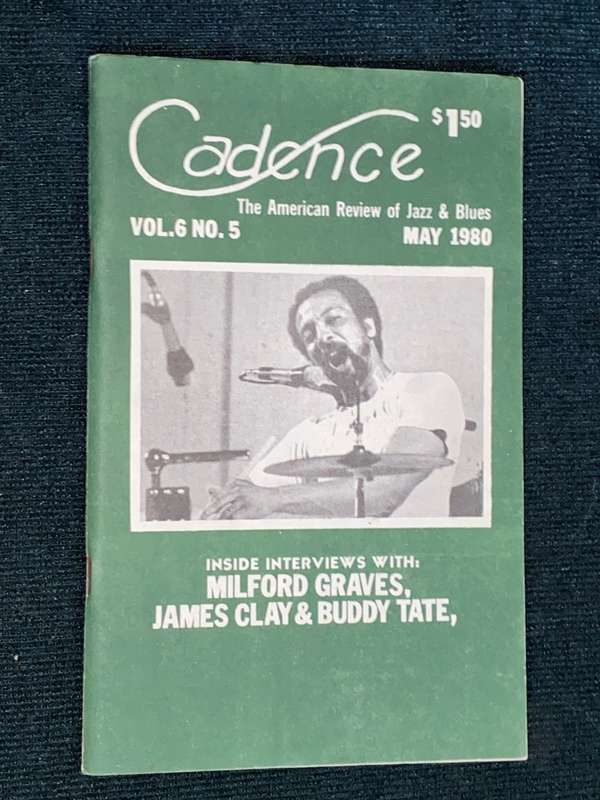 Cadence
$1.50
The American Review of Jazz & Blues
VOL.6 NO. 5
MAY 1980
INSIDE INTERVIEWS WITH:
MILFORD GRAVES,
JAMES CLAY & BUDDY TATE,